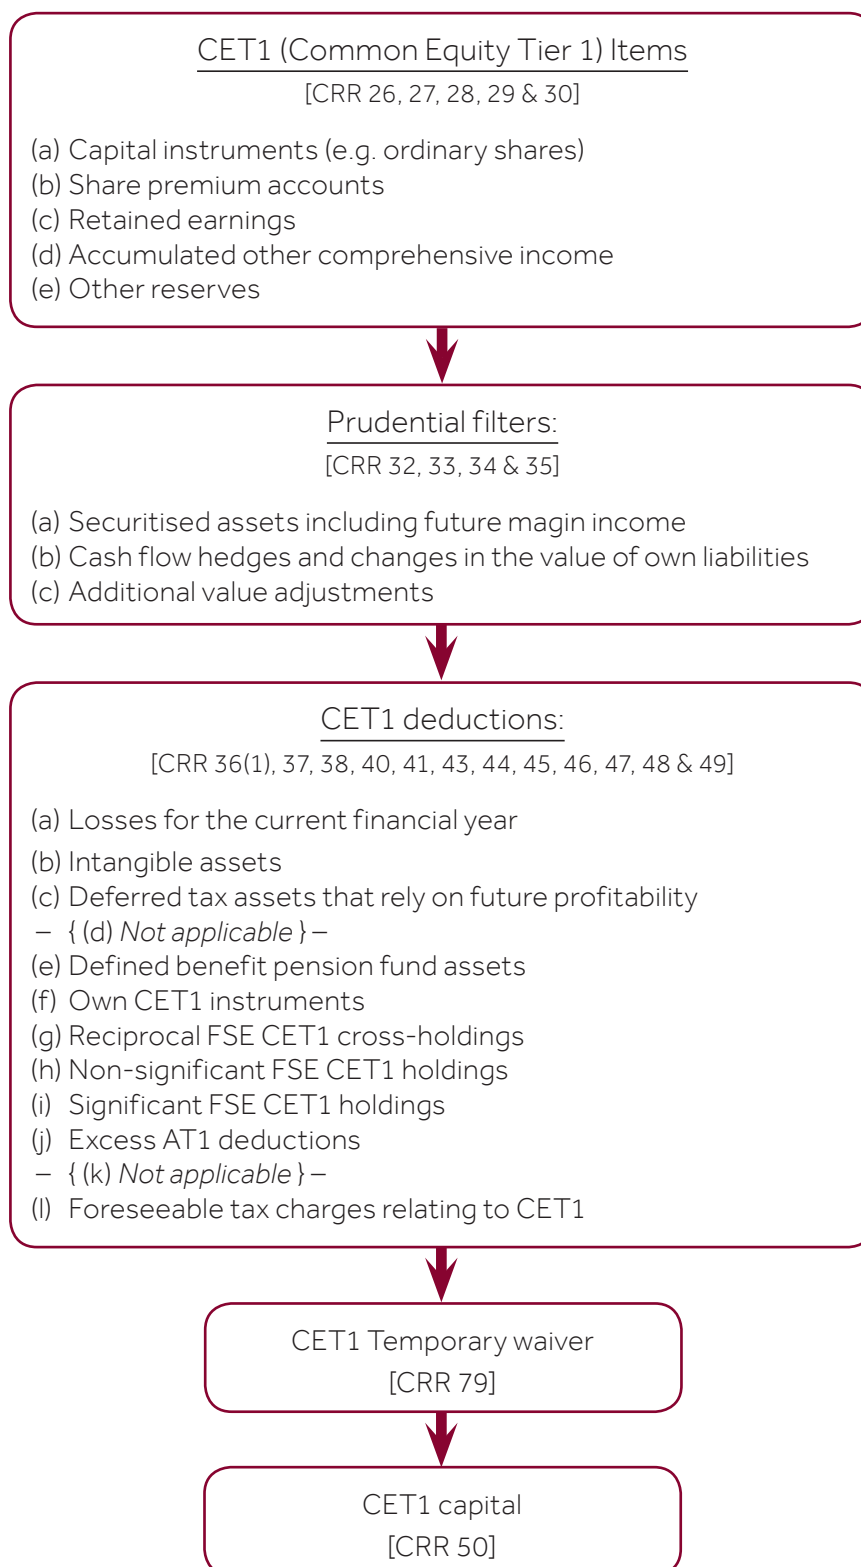 CET1 (Common Equity Tier 1) Items
[CRR 26, 27, 28, 29 & 30]
(a) Capital instruments (e.g. ordinary shares)
(b) Share premium accounts
(c) Retained earnings
(d) Accumulated other comprehensive income
(e) Other reserves
Prudential filters:
[CRR 32, 33, 34 & 35]
(a) Securitised assets including future magin income
(b) Cash flow hedges and changes in the value of own liabilities
(c) Additional value adjustments
CET1 deductions:
[CRR 36(1), 37, 38, 40, 41, 43, 44, 45, 46, 47, 48 & 49]
(a) Losses for the current financial year
(b) Intangible assets
(c) Deferred tax assets that rely on future profitability
– { (d) Not applicable } –
(e) Defined benefit pension fund assets
(f) Own CET1 instruments
(g) Reciprocal FSE CET1 cross-holdings
(h) Non-significant FSE CET1 holdings
(i) Significant FSE CET1 holdings
(j) Excess AT1 deductions
– { (k) Not applicable } –
(l) Foreseeable tax charges relating to CET1
CET1 Temporary waiver
[CRR 79]
CET1 capital
[CRR 50]